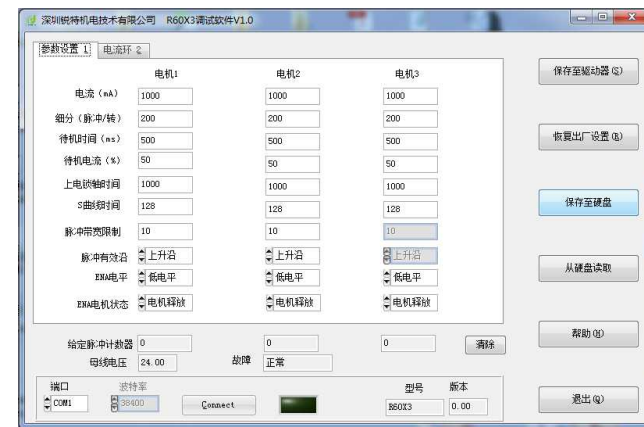 深圳锐特机电技术有限公司 R60X3调试软件V1.0
参数设置 1 电流环 2
电机1 电机2 电机3
电流（mA） 1000 1000 1000
细分（脉冲/转） 200 200 200
待机时间（ms） 500 500 500
待机电流（%） 50 50 50
上电锁轴时间 1000 1000 1000
S曲线时间 128 128 128
脉冲带宽限制 10 10 10
脉冲有效沿 上升沿 上升沿 上升沿
ENA电平 低电平 低电平 低电平
ENA电机状态 电机释放 电机释放 电机释放
给定脉冲计数器 0 0 0 清除
母线电压 24.00 故障 正常
端口 波特率 型号 版本
COM1 38400 Connect R60X3 0.00
保存至驱动器(S)
恢复出厂设置(R)
保存至硬盘
从硬盘读取
帮助(H)
退出(Q)